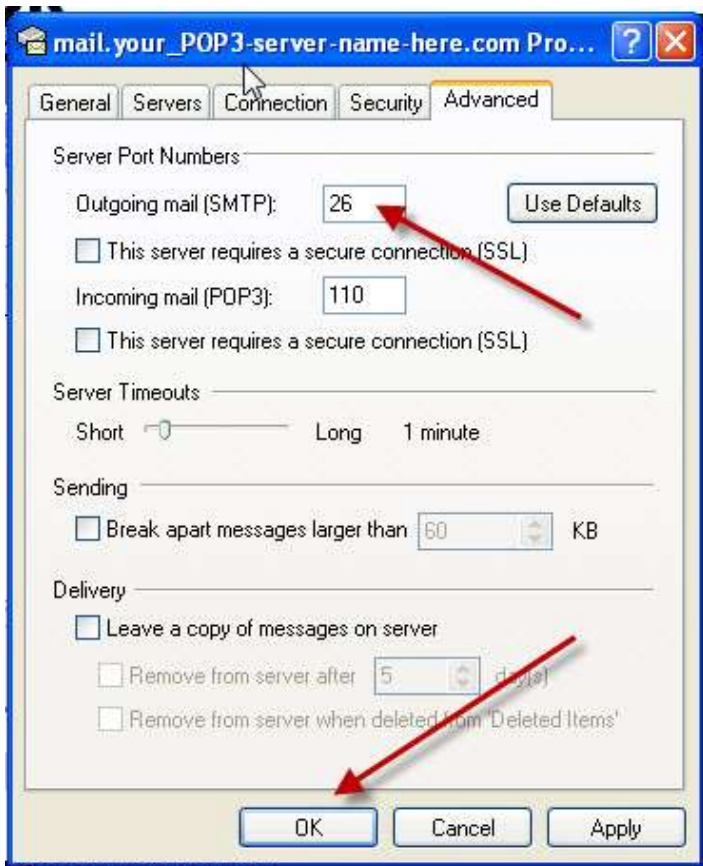 mail.your_POP3-server-name-here.com Pro...
General Servers Connection Security Advanced
Server Port Numbers
Outgoing mail (SMTP): 26 Use Defaults
This server requires a secure connection (SSL)
Incoming mail (POP3): 110
This server requires a secure connection (SSL)
Server Timeouts
Short Long 1 minute
Sending
Break apart messages larger than 60 KB
Delivery
Leave a copy of messages on server
Remove from server after 5 day(s)
Remove from server when deleted from 'Deleted Items'
OK Cancel Apply